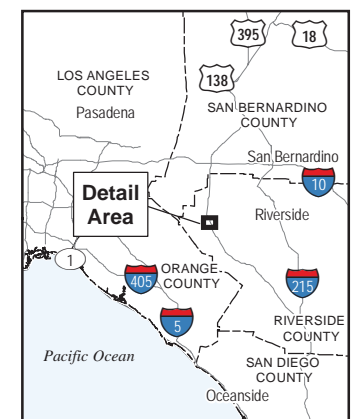 395
18
LOS ANGELES
COUNTY
138
Pasadena
SAN BERNARDINO
COUNTY
San Bernardino
10
Detail
Area
Riverside
1
405
ORANGE
COUNTY
215
5
RIVERSIDE
COUNTY
Pacific Ocean
SAN DIEGO
COUNTY
Oceanside